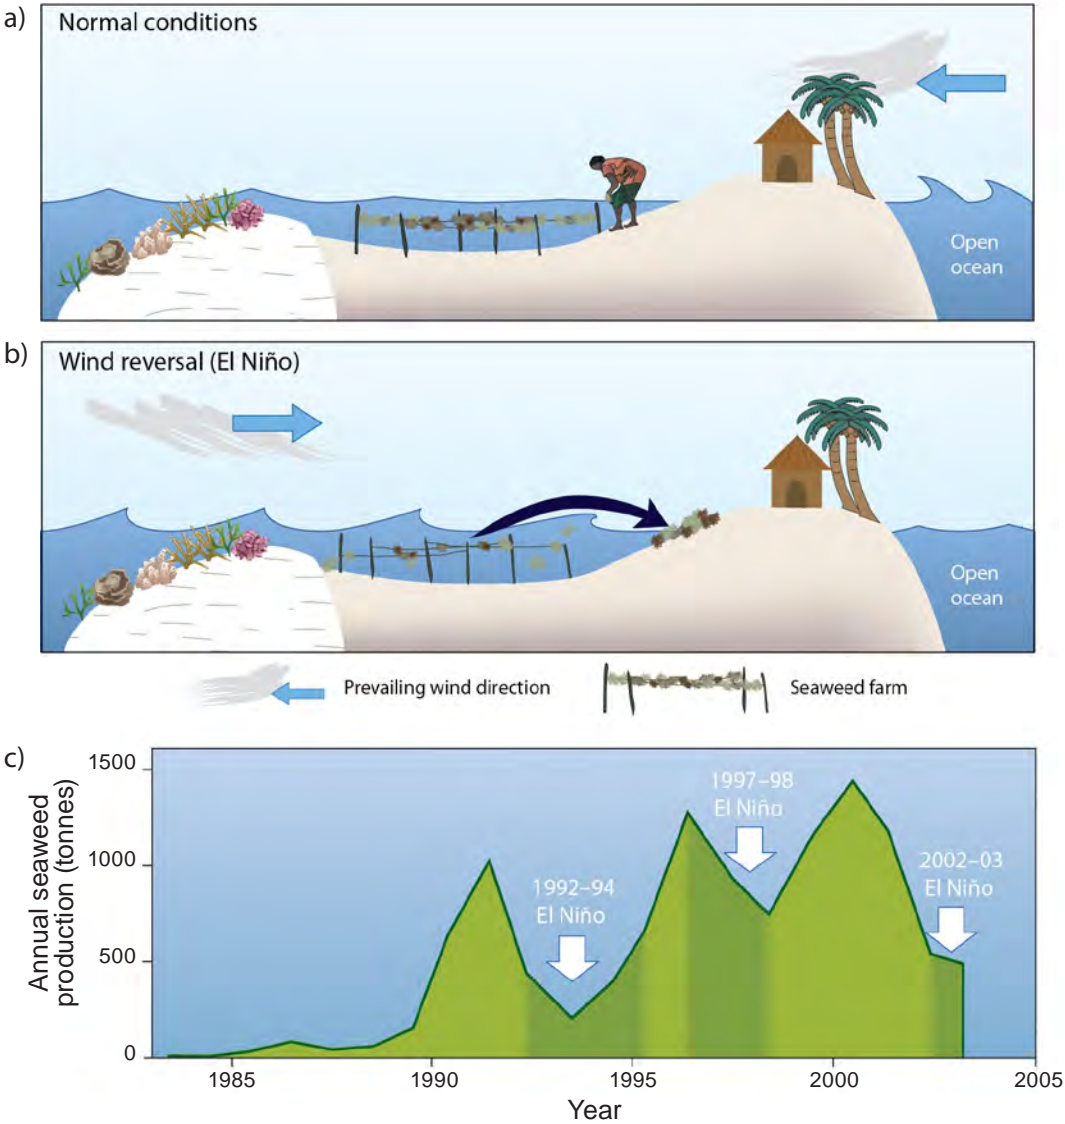 a)
Normal conditions
Open
ocean
b)
Wind reversal (El Niño)
Open
ocean
Prevailing wind direction
Seaweed farm
c)
Annual seaweed
production (tonnes)
1500
1000
500
0
1992–94
El Niño
1997–98
El Niño
2002–03
El Niño
1985
1990
1995
2000
2005
Year